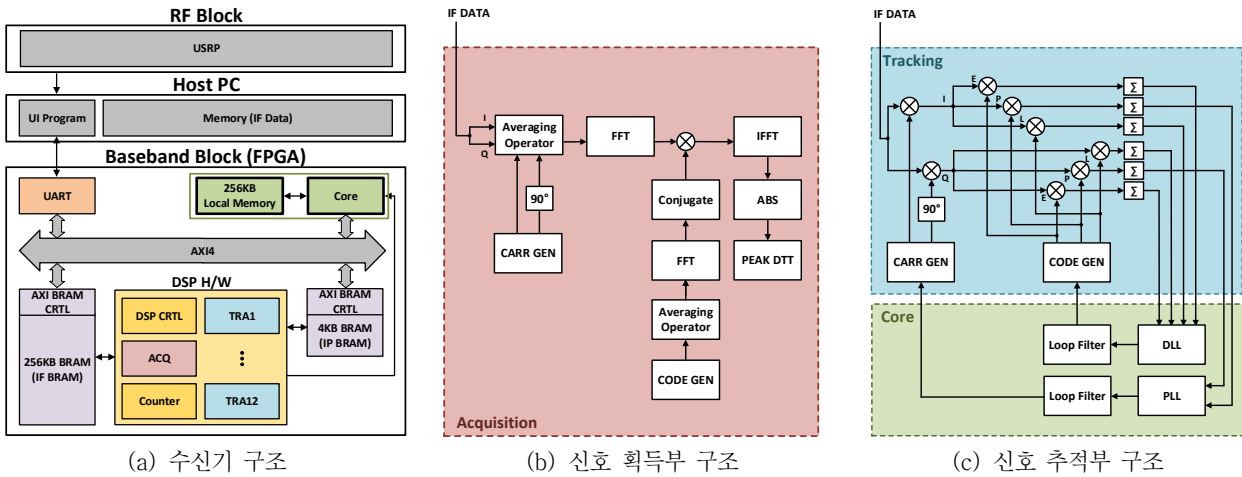 RF Block
USRP
Host PC
UI Program
Memory (IF Data)
Baseband Block (FPGA)
UART
256KB
Local Memory
Core
AXI4
AXI BRAM
CRTL
256KB BRAM
(IF BRAM)
DSP H/W
DSP CRTL
TRA1
ACQ
Counter
TRA12
AXI BRAM
CRTL
4KB BRAM
(IP BRAM)
(a) 수신기 구조
IF DATA
I
Q
Averaging
Operator
FFT
IFFT
90°
CARR GEN
Conjugate
ABS
FFT
PEAK DTT
Averaging
Operator
CODE GEN
Acquisition
(b) 신호 획득부 구조
IF DATA
Tracking
E
Σ
I
P
Σ
L
Σ
L
Σ
Q
P
Σ
E
Σ
90°
CARR GEN
CODE GEN
Core
Loop Filter
DLL
Loop Filter
PLL
(c) 신호 추적부 구조